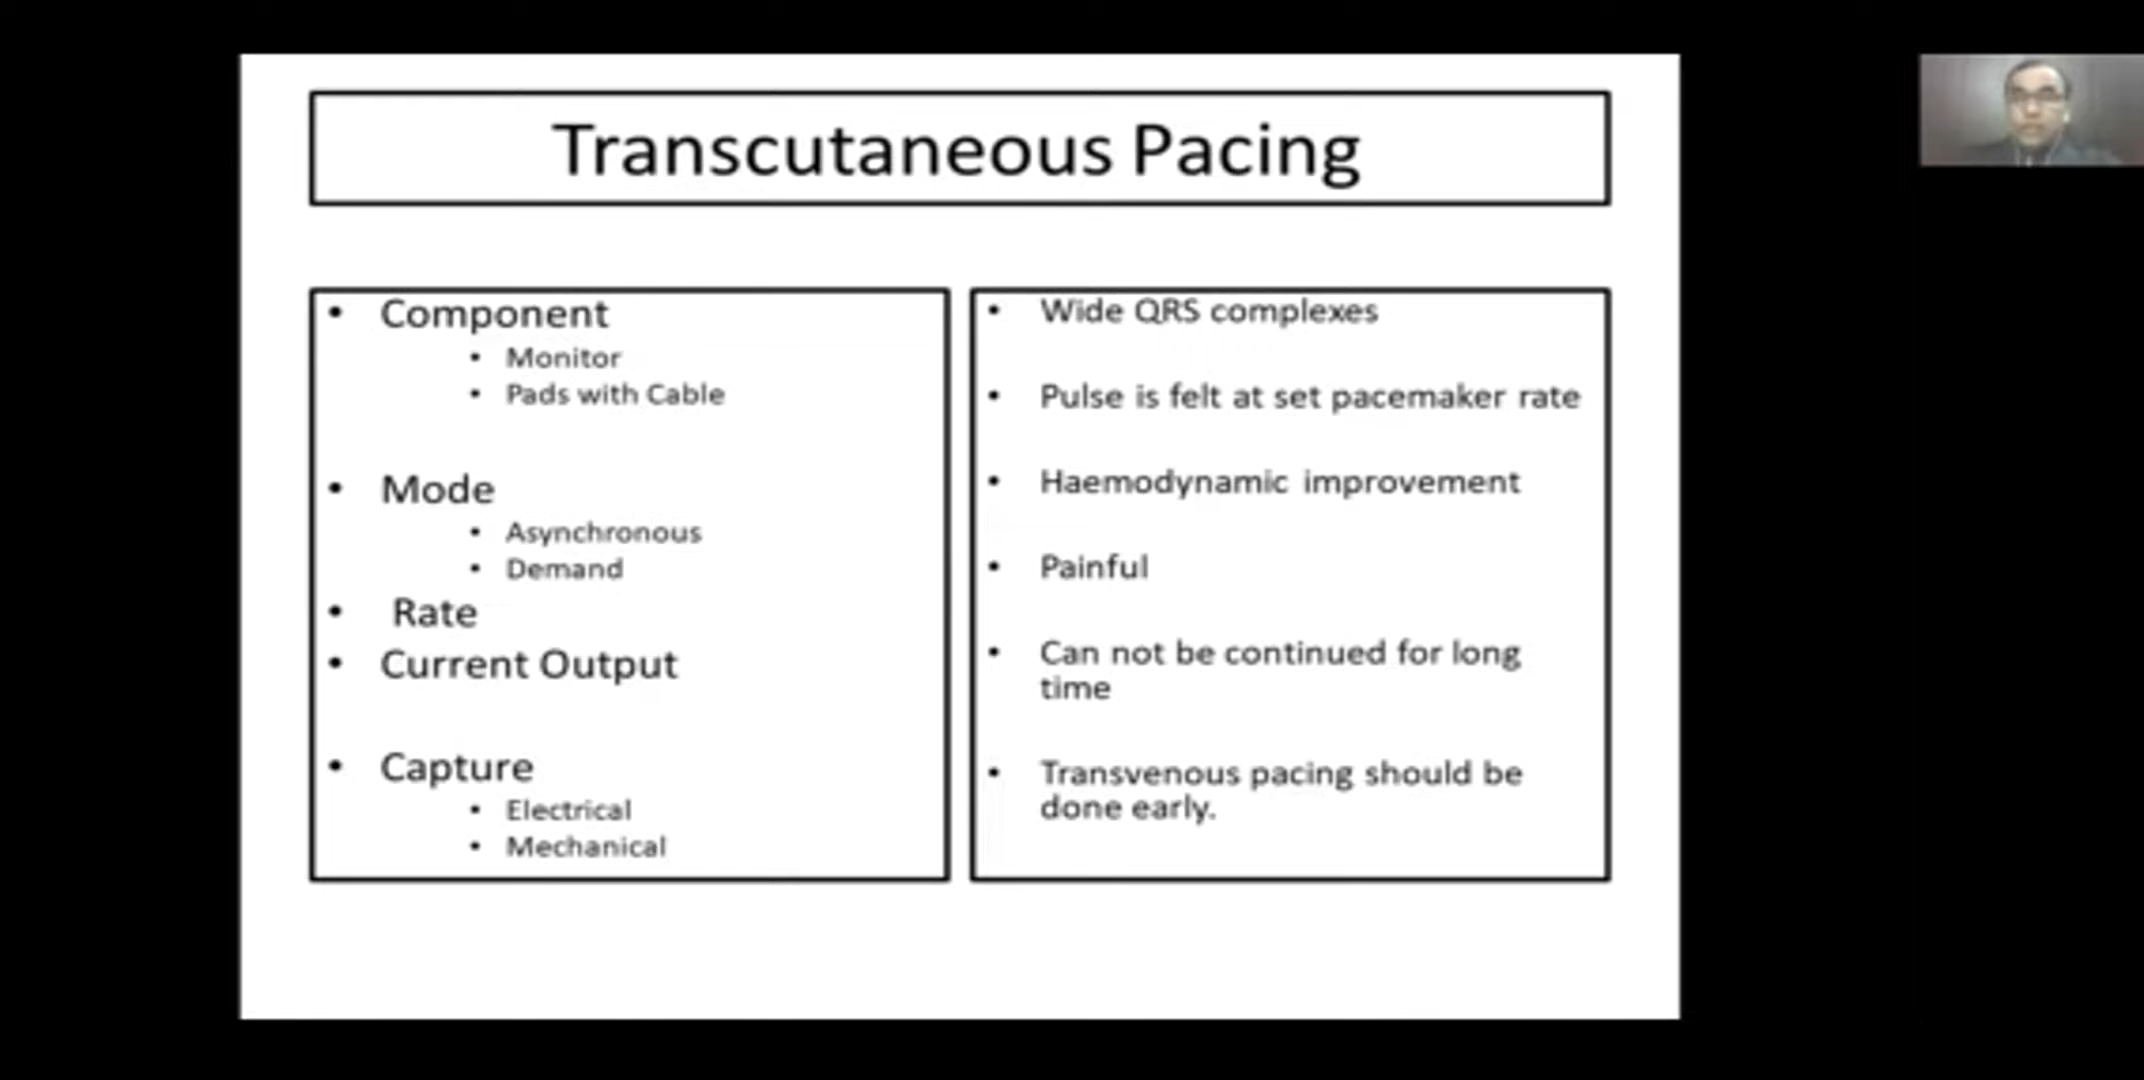 Transcutaneous Pacing
• Component
• Monitor
• Pads with Cable
• Mode
• Asynchronous
• Demand
• Rate
• Current Output
• Capture
• Electrical
• Mechanical
• Wide QRS complexes
• Pulse is felt at set pacemaker rate
• Haemodynamic improvement
• Painful
• Can not be continued for long
time
• Transvenous pacing should be
done early.